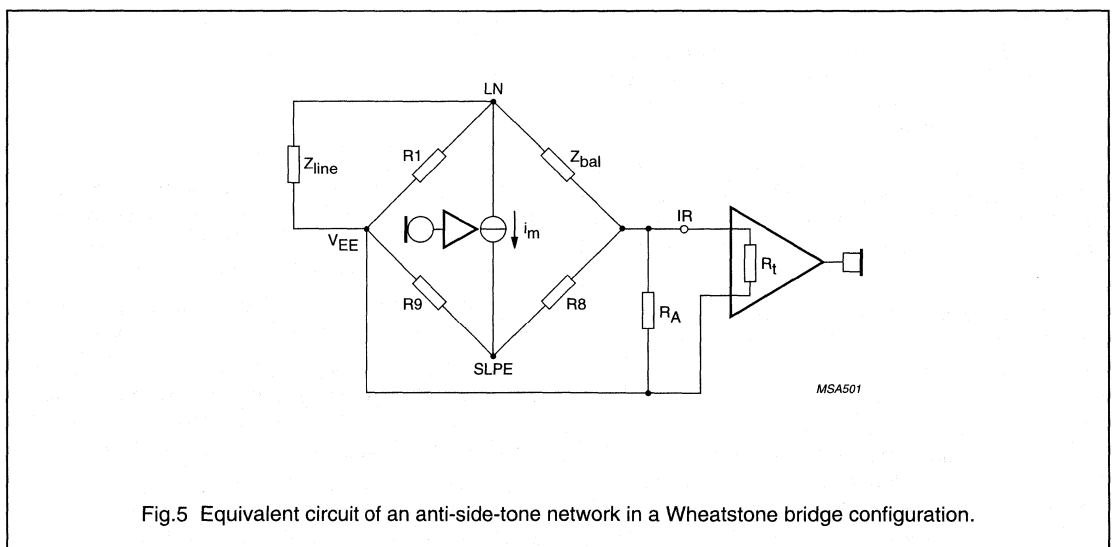 LN
R1
Z_bal
Z_line
IR
V_EE
i_m
R_t
R9
R8
R_A
SLPE
MSA501
Fig.5 Equivalent circuit of an anti-side-tone network in a Wheatstone bridge configuration.